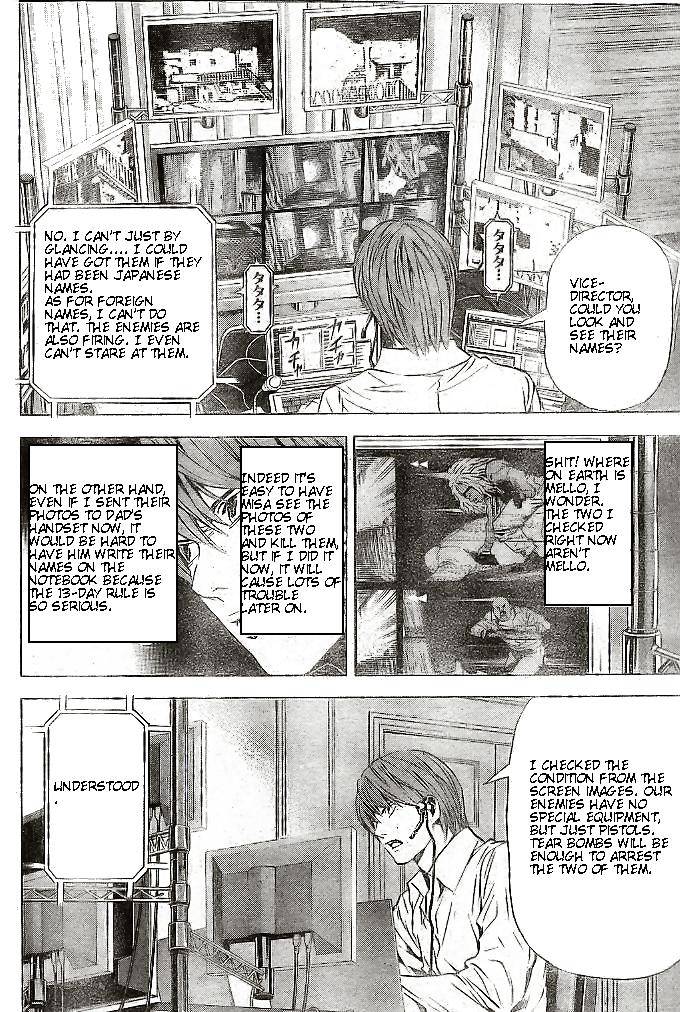 VICE-
DIRECTOR,
COULD YOU
LOOK AND
SEE THEIR
NAMES?
タタタ…
タタタ…
カチャ
カチャ
NO. I CAN'T JUST BY
GLANCING.... I COULD
HAVE GOT THEM IF THEY
HAD BEEN JAPANESE
NAMES.
AS FOR FOREIGN
NAMES, I CAN'T DO
THAT. THE ENEMIES ARE
ALSO FIRING. I EVEN
CAN'T STARE AT THEM.
SHIT! WHERE
ON EARTH IS
MELLO, I
WONDER.
THE TWO I
CHECKED
RIGHT NOW
AREN'T
MELLO.
INDEED IT'S
EASY TO HAVE
MISA SEE THE
PHOTOS OF
THESE TWO
AND KILL THEM,
BUT IF I DID IT
NOW, IT WILL
CAUSE LOTS OF
TROUBLE
LATER ON.
ON THE OTHER HAND,
EVEN IF I SENT THEIR
PHOTOS TO DAD'S
HANDSET NOW, IT
WOULD BE HARD TO
HAVE HIM WRITE THEIR
NAMES ON THE
NOTEBOOK BECAUSE
THE 13-DAY RULE IS
SO SERIOUS.
I CHECKED THE
CONDITION FROM THE
SCREEN IMAGES. OUR
ENEMIES HAVE NO
SPECIAL EQUIPMENT,
BUT JUST PISTOLS.
TEAR BOMBS WILL BE
ENOUGH TO ARREST
THE TWO OF THEM.
UNDERSTOOD
.